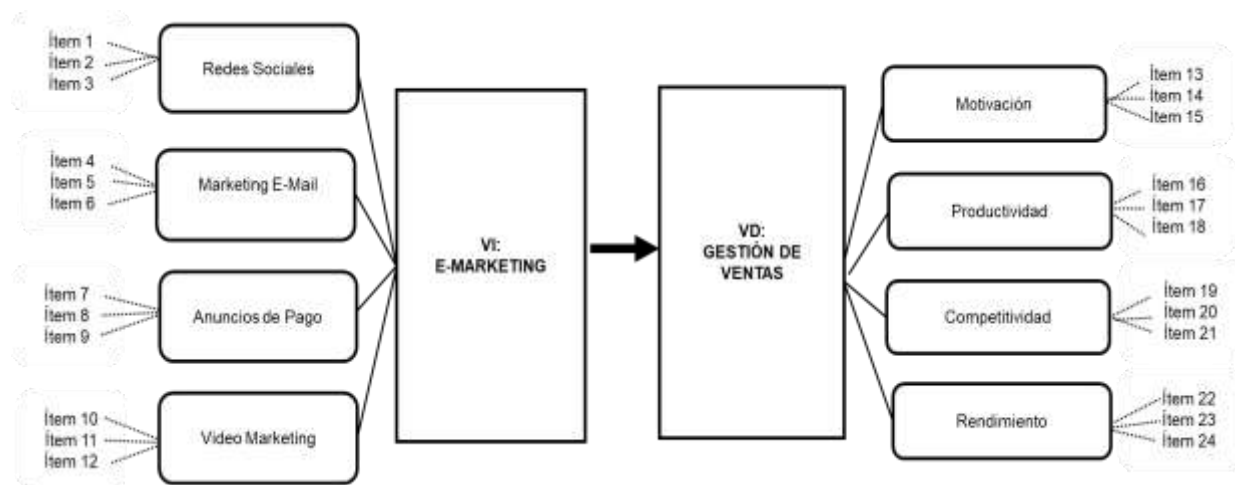 Ítem 1
Ítem 2
Ítem 3
Redes Sociales
Ítem 4
Ítem 5
Ítem 6
Marketing E-Mail
Ítem 7
Ítem 8
Ítem 9
Anuncios de Pago
Ítem 10
Ítem 11
Ítem 12
Video Marketing
VI:
E-MARKETING
VD:
GESTIÓN DE
VENTAS
Motivación
Ítem 13
Ítem 14
Ítem 15
Productividad
Ítem 16
Ítem 17
Ítem 18
Competitividad
Ítem 19
Ítem 20
Ítem 21
Rendimiento
Ítem 22
Ítem 23
Ítem 24